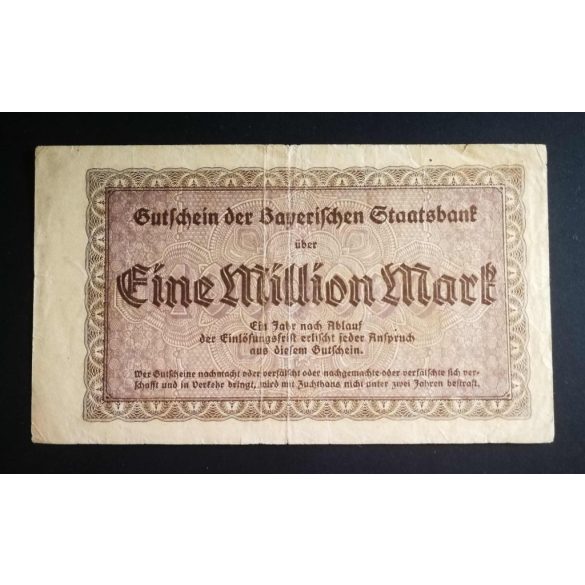 Gutschein der Bayerischen Staatsbank
über
Eine Million Mark
Ein Jahr nach Ablauf
der Einlösungsfrist erlischt jeder Anspruch
aus diesem Gutschein.
Wer Gutscheine nachmacht oder verfälscht oder nachgemachte oder verfälschte sich ver-
schafft und in Verkehr bringt, wird mit Zuchthaus nicht unter zwei Jahren bestraft.